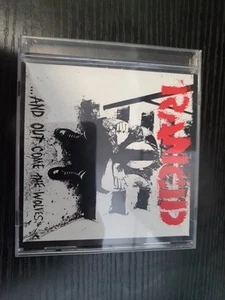 RANCID
...AND OUT COME THE WOLVES